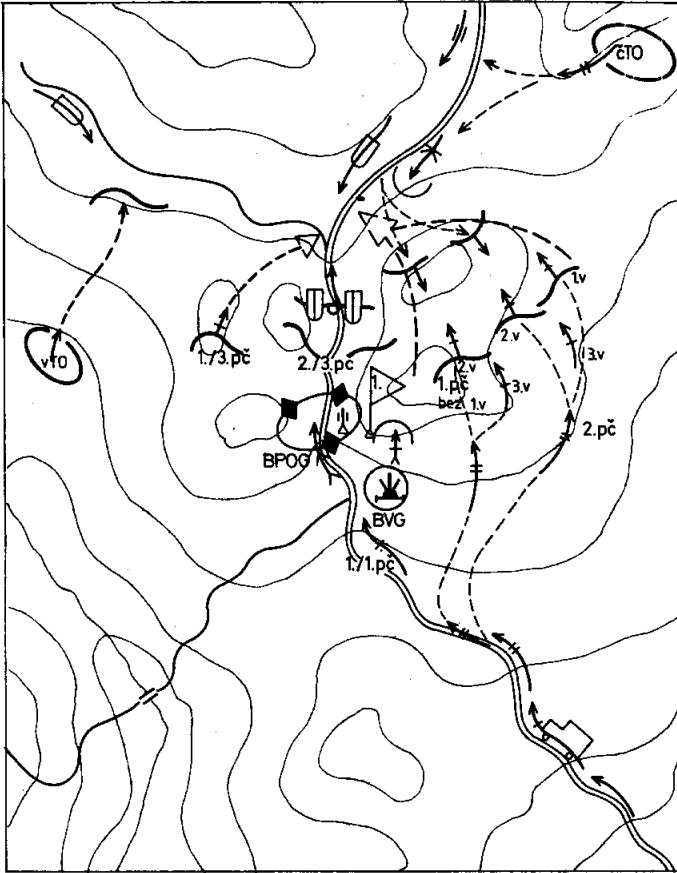 čTO
1.v
vTO
1./3.pč
2./3.pč
2.v
2.v
3.v
1.
1.pč
bez 1.v
3.v
2.pč
BPOG
BVG
1./1.pč